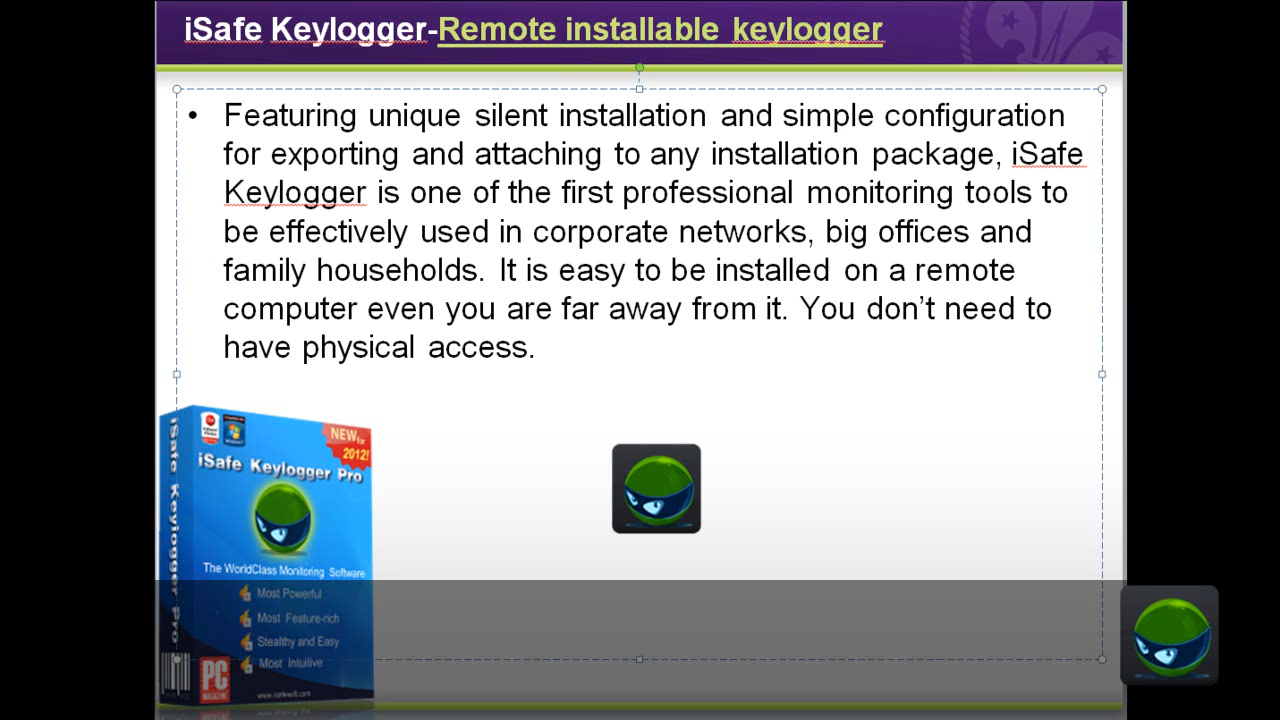 iSafe Keylogger-Remote installable keylogger
• Featuring unique silent installation and simple configuration
for exporting and attaching to any installation package, iSafe
Keylogger is one of the first professional monitoring tools to
be effectively used in corporate networks, big offices and
family households. It is easy to be installed on a remote
computer even you are far away from it. You don’t need to
have physical access.
NEW for
2012!
iSafe Keylogger Pro
iSafe Keylogger Pro
The WorldClass Monitoring Software
Most Powerful
Most Feature-rich
Stealthy and Easy
Most Intuitive
PC
MAGAZINE